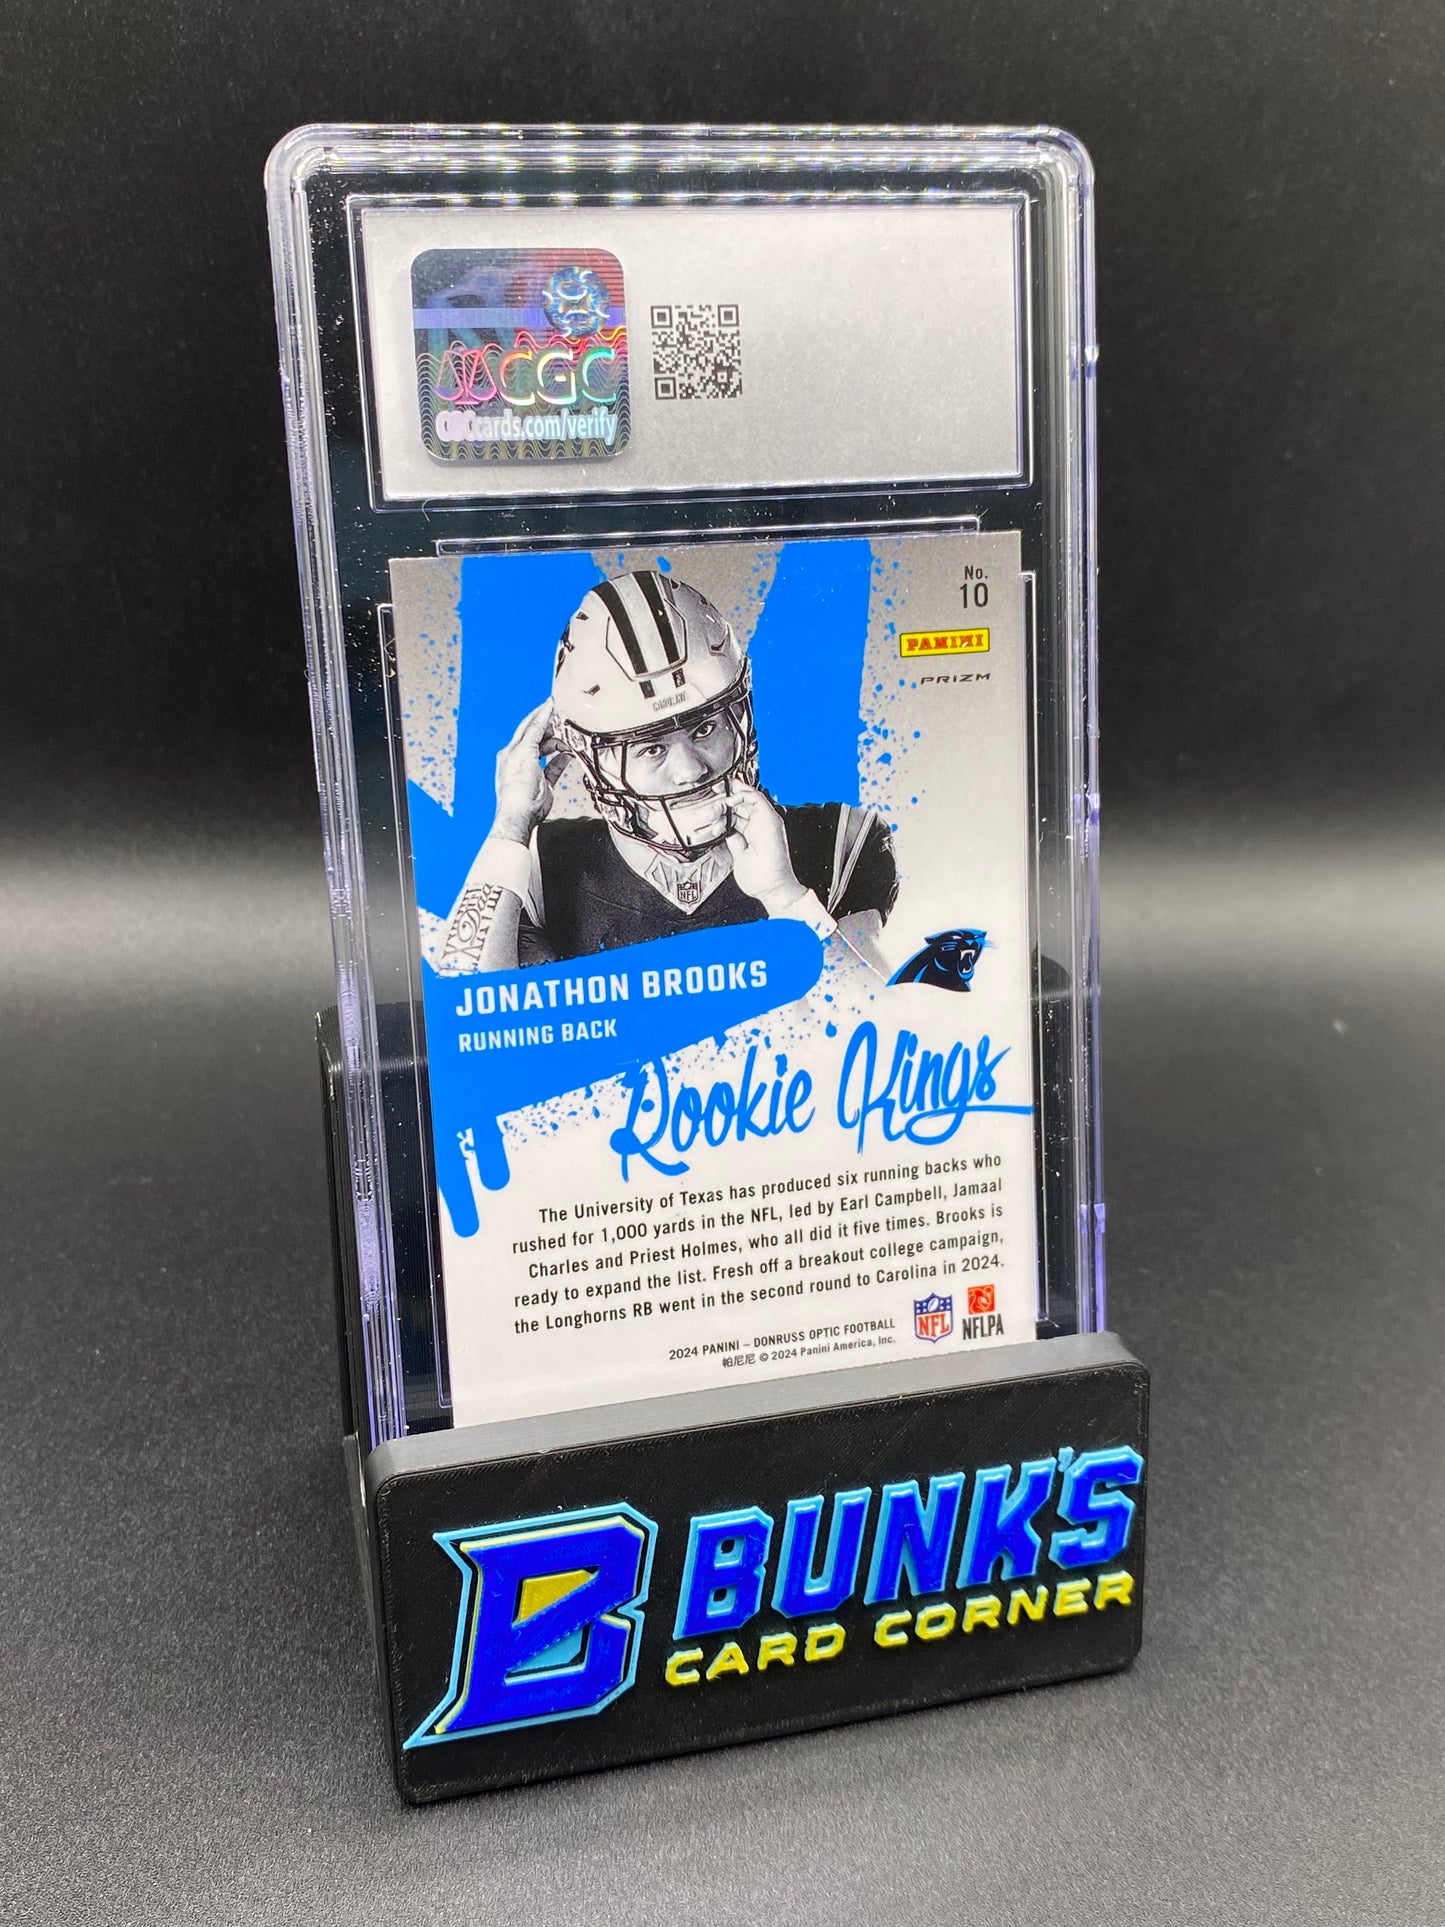 CGC
CGCcards.com/verify
No.
10
PANINI
PRIZM
CAROLINA
NFL
JONATHON BROOKS
RUNNING BACK
Rookie Kings
The University of Texas has produced six running backs who
rushed for 1,000 yards in the NFL, led by Earl Campbell, Jamaal
Charles and Priest Holmes, who all did it five times. Brooks is
ready to expand the list. Fresh off a breakout college campaign,
the Longhorns RB went in the second round to Carolina in 2024.
2024 PANINI – DONRUSS OPTIC FOOTBALL
帕尼尼 © 2024 Panini America, Inc.
NFL
NFLPA
B BUNK'S
CARD CORNER